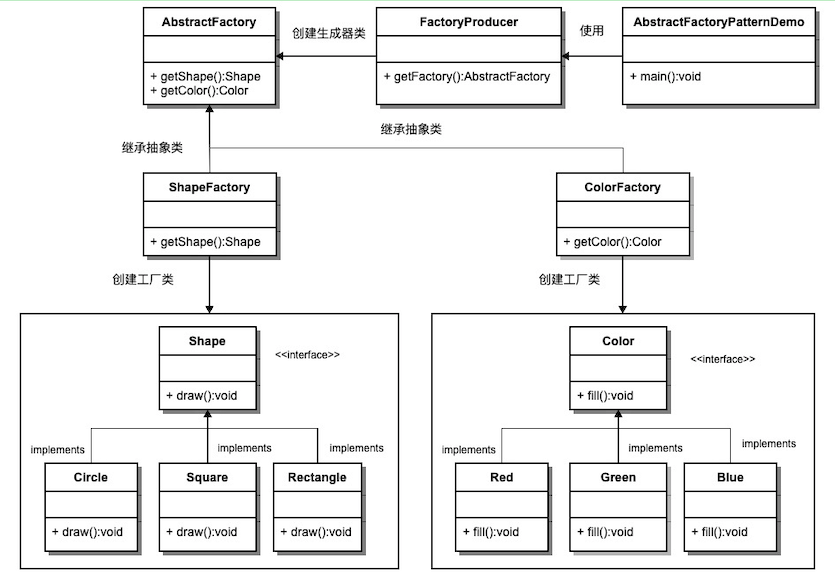 AbstractFactory
+ getShape():Shape
+ getColor():Color
创建生成器类
FactoryProducer
+ getFactory():AbstractFactory
使用
AbstractFactoryPatternDemo
+ main():void
继承抽象类
继承抽象类
ShapeFactory
+ getShape():Shape
ColorFactory
+ getColor():Color
创建工厂类
创建工厂类
Shape
+ draw():void
<<interface>>
implements
implements
implements
Circle
+ draw():void
Square
+ draw():void
Rectangle
+ draw():void
Color
+ fill():void
<<interface>>
implements
implements
implements
Red
+ fill():void
Green
+ fill():void
Blue
+ fill():void